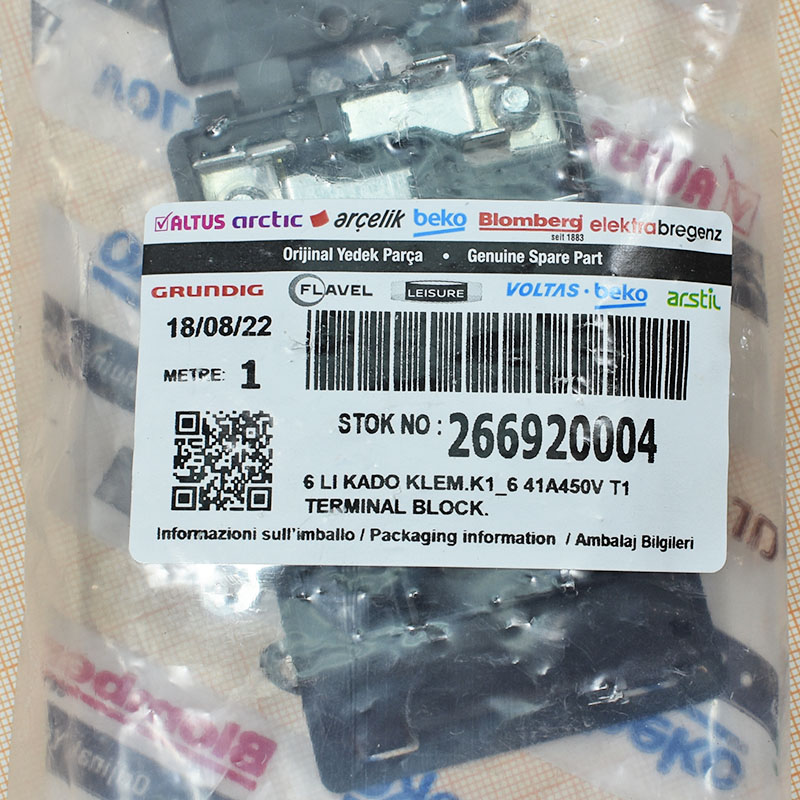 ALTUS arctic arçelik beko Blomberg elektrabregenz
seit 1883
Orijinal Yedek Parça • Genuine Spare Part
GRUNDIG FLAVEL LEISURE VOLTAS·beko arstil
18/08/22
METRE: 1
STOK NO : 266920004
6 LI KADO KLEM.K1_6 41A450V T1
TERMINAL BLOCK.
Informazioni sull'imballo / Packaging information / Ambalaj Bilgileri
Blomberg
beko